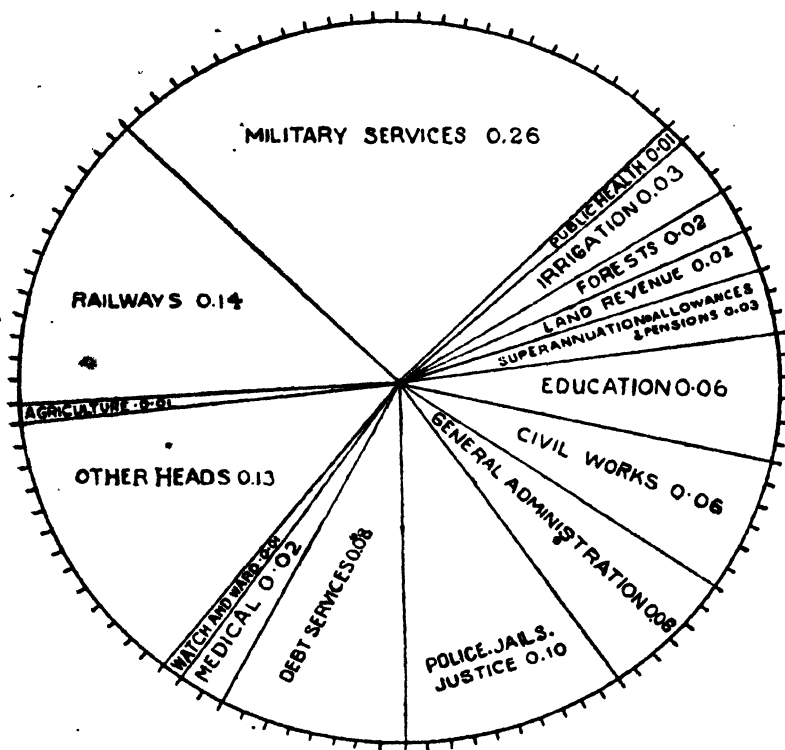 MILITARY SERVICES 0.26
PUBLIC HEALTH 0.01
IRRIGATION 0.03
FORESTS 0.02
LAND REVENUE 0.02
SUPERANNUATION ALLOWANCES
& PENSIONS 0.03
EDUCATION 0.06
CIVIL WORKS 0.06
GENERAL ADMINISTRATION 0.06
POLICE. JAILS.
JUSTICE 0.10
DEBT SERVICES 0.08
MEDICAL 0.02
WATCH AND WARD 0.01
OTHER HEADS 0.13
AGRICULTURE 0.01
RAILWAYS 0.14